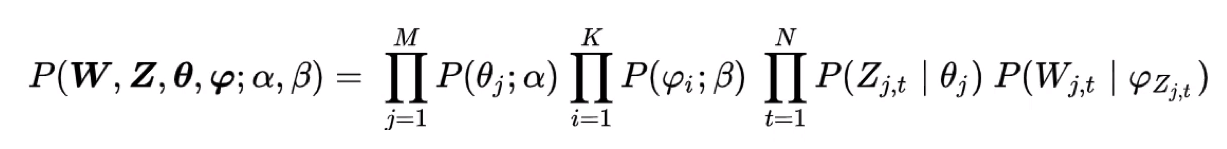 P(W, Z, θ, φ; α, β) = ∏_{j=1}^{M} P(θ_j; α) ∏_{i=1}^{K} P(φ_i; β) ∏_{t=1}^{N} P(Z_{j,t} | θ_j) P(W_{j,t} | φ_{Z_{j,t}})